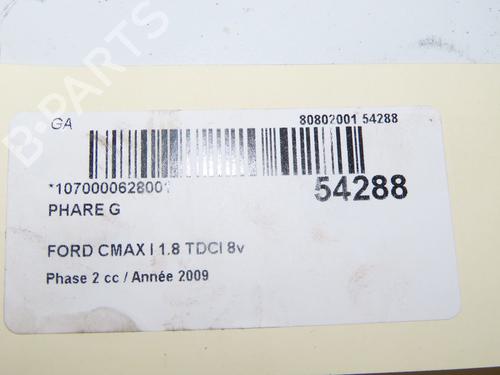 GA
80802001 54288
*1070000628001
54288
PHARE G
FORD CMAX I 1.8 TDCI 8v
Phase 2 cc / Année 2009
B-PARTS